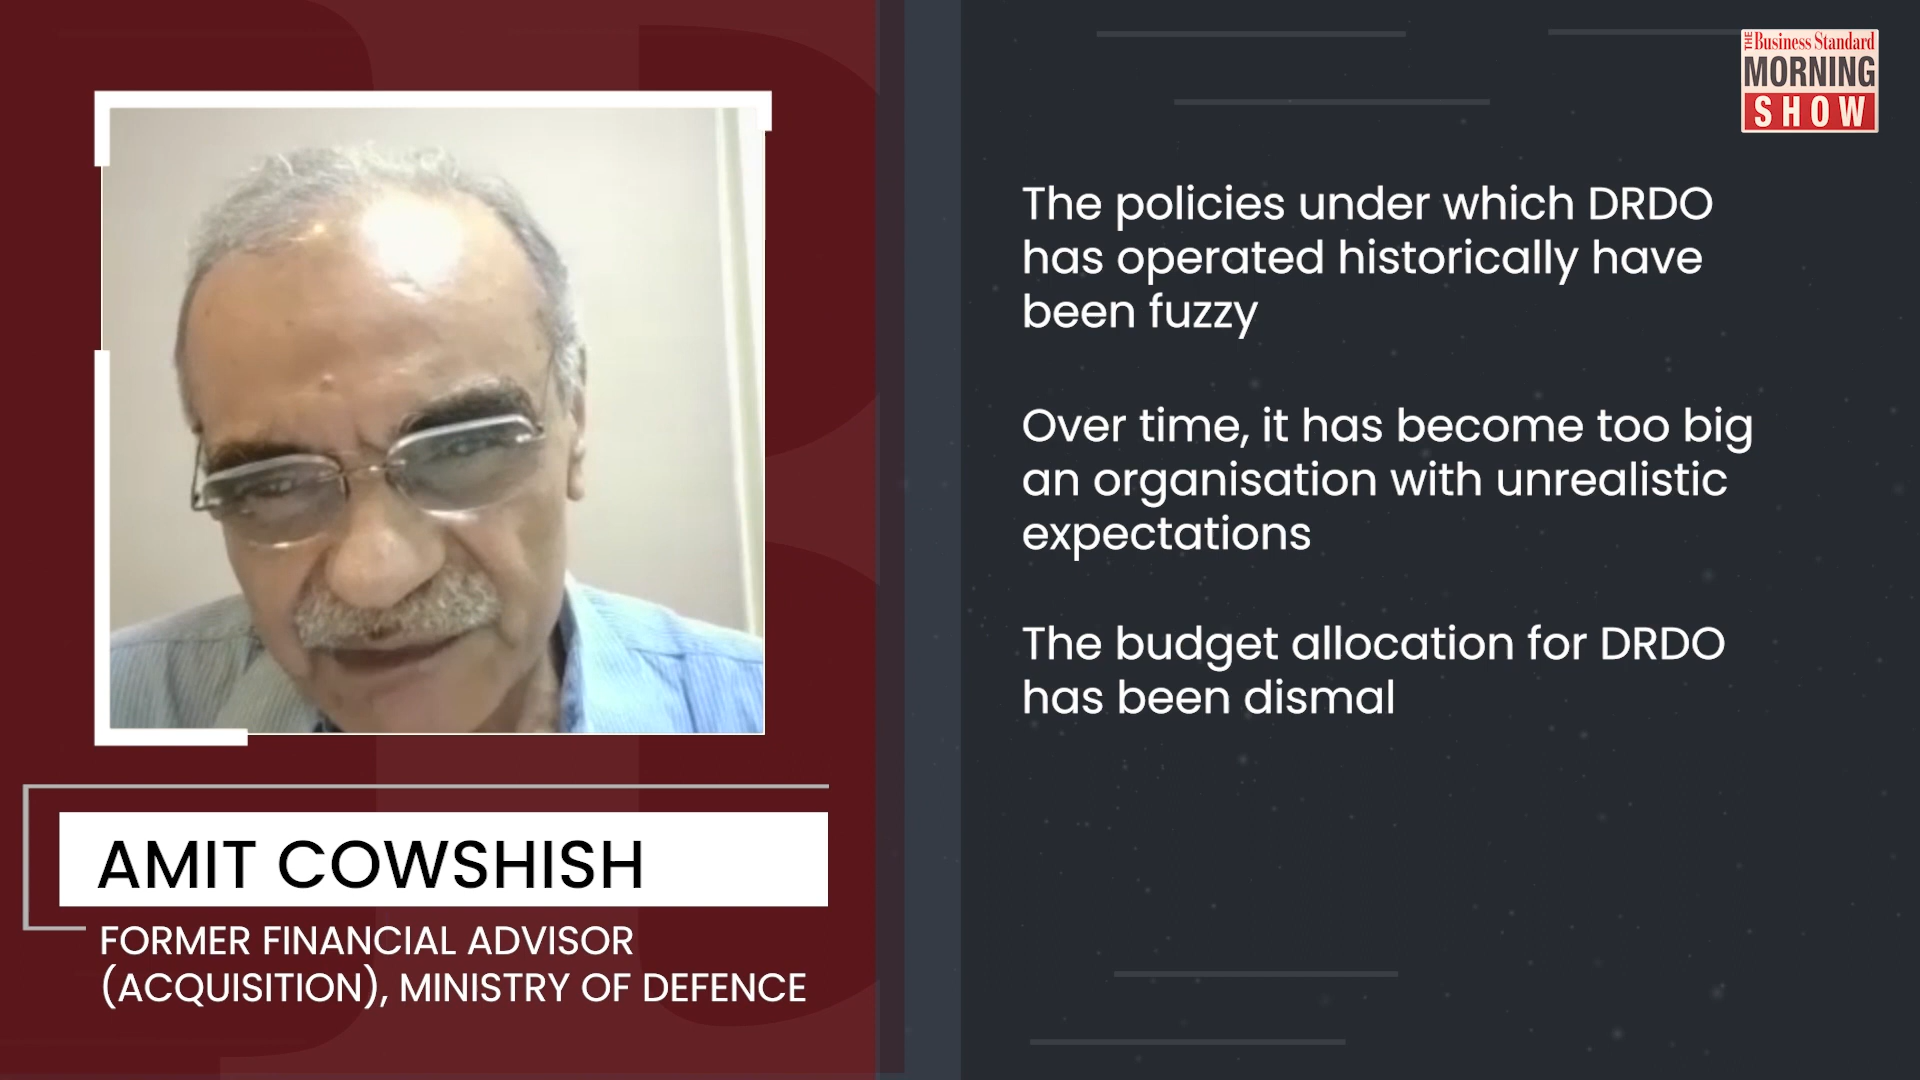 THE Business Standard
MORNING
SHOW
The policies under which DRDO
has operated historically have
been fuzzy
Over time, it has become too big
an organisation with unrealistic
expectations
The budget allocation for DRDO
has been dismal
AMIT COWSHISH
FORMER FINANCIAL ADVISOR
(ACQUISITION), MINISTRY OF DEFENCE